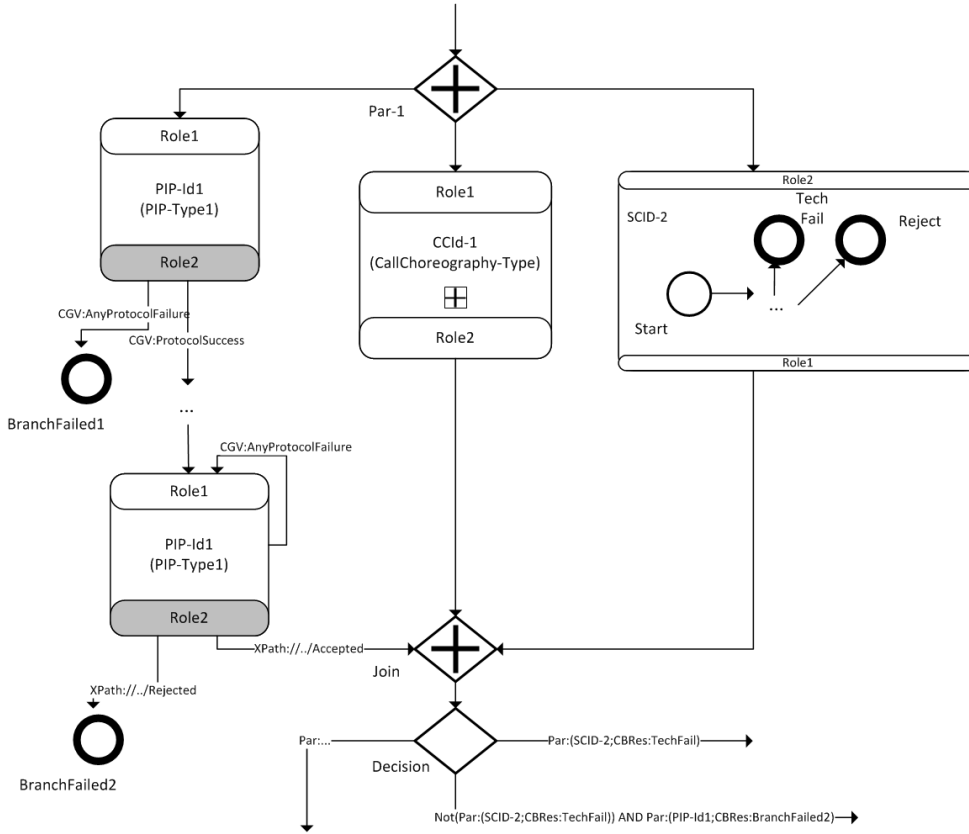 Par-1
Role1
PIP-Id1
(PIP-Type1)
Role2
CGV:AnyProtocolFailure
CGV:ProtocolSuccess
BranchFailed1
...
CGV:AnyProtocolFailure
Role1
PIP-Id1
(PIP-Type1)
Role2
XPath://../Accepted
XPath://../Rejected
BranchFailed2
Role1
CCId-1
(CallChoreography-Type)
Role2
Role2
SCID-2
Tech
Fail
Reject
Start
...
Role1
Join
Par:...
Decision
Par:(SCID-2;CBRes:TechFail)
Not(Par:(SCID-2;CBRes:TechFail)) AND Par:(PIP-Id1;CBRes:BranchFailed2)